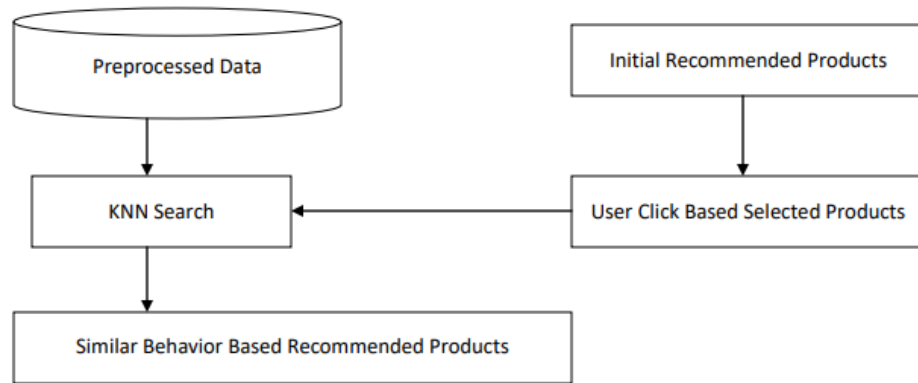 Preprocessed Data
Initial Recommended Products
KNN Search
User Click Based Selected Products
Similar Behavior Based Recommended Products